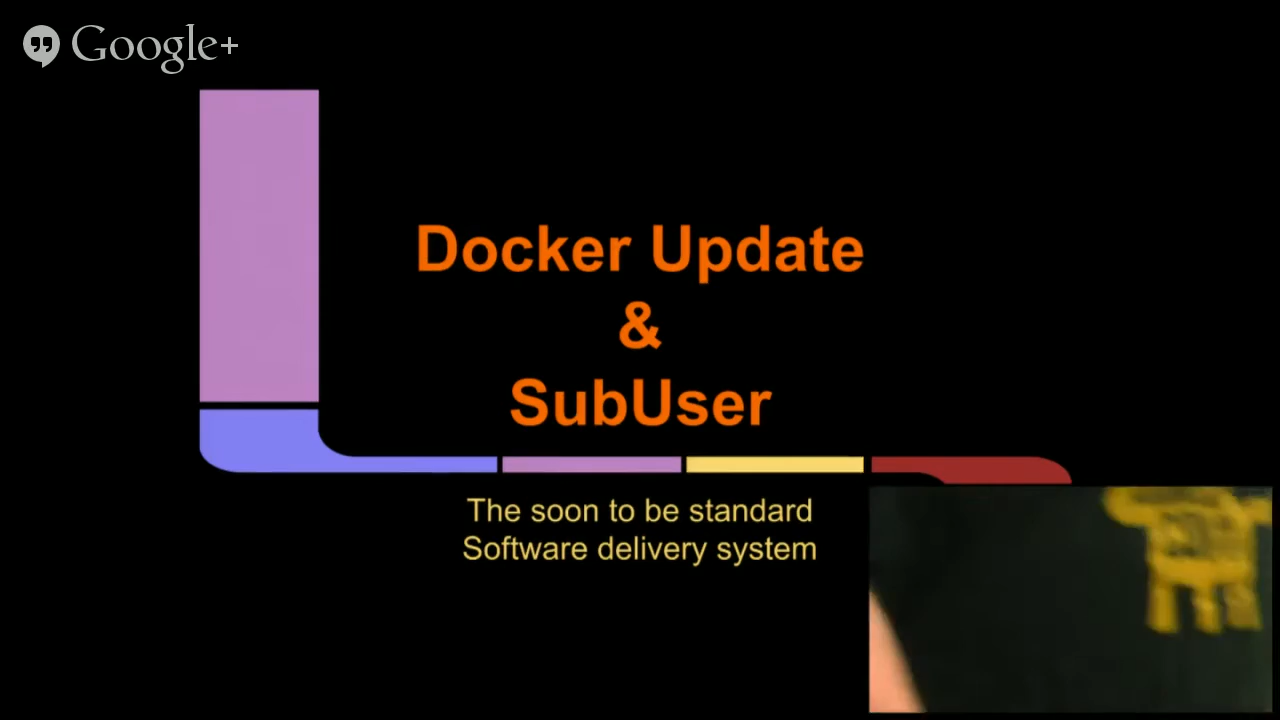 Google+
Docker Update
&
SubUser
The soon to be standard
Software delivery system